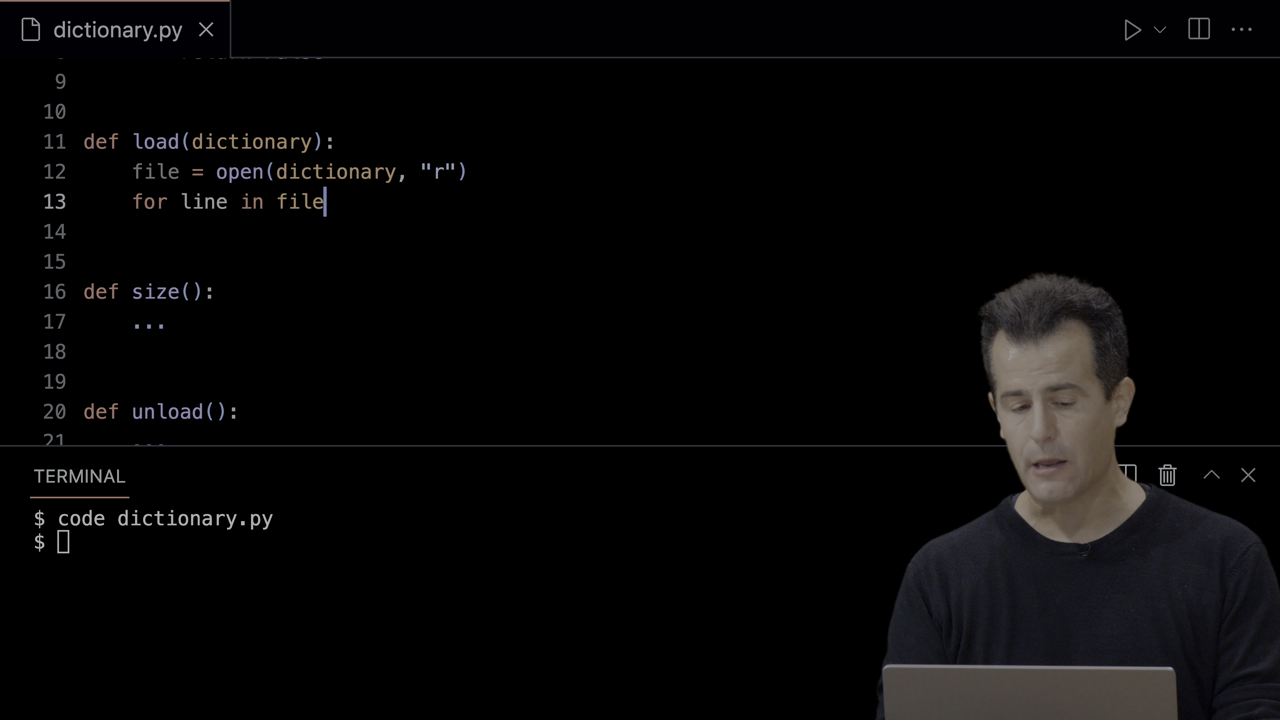 dictionary.py
9
10
11 def load(dictionary):
12     file = open(dictionary, "r")
13     for line in file
14
15
16 def size():
17     ...
18
19
20 def unload():
21     ...
TERMINAL
$ code dictionary.py
$